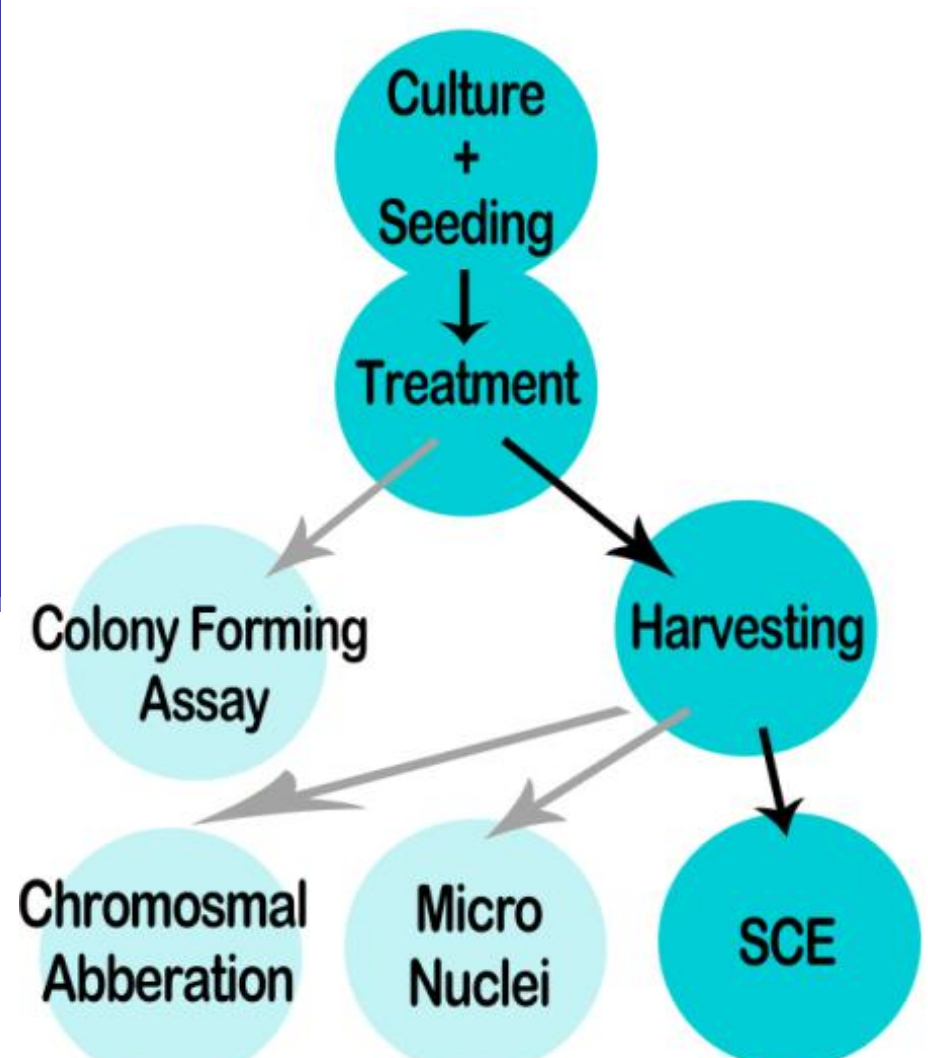 Culture
+
Seeding
Treatment
Colony Forming
Assay
Harvesting
Chromosmal
Abberation
Micro
Nuclei
SCE